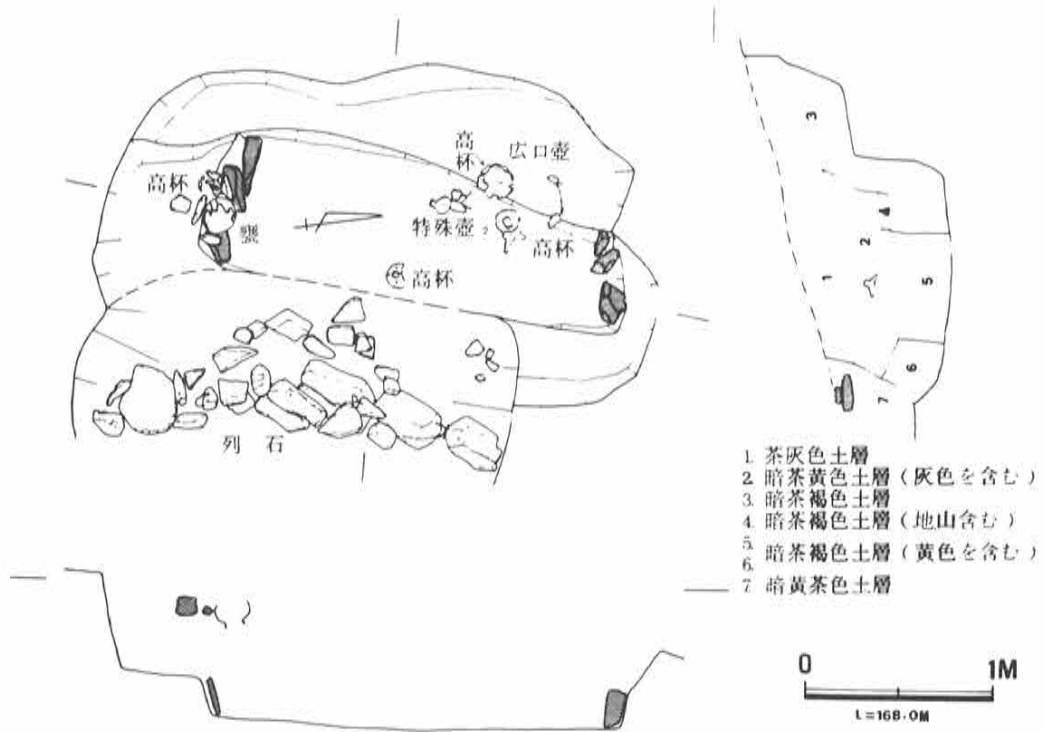 高杯
広口壺
高杯
甕
特殊壺
高杯
高杯
列石
3
4
2
1
5
6
7
1. 茶灰色土層
2. 暗茶黄色土層(灰色を含む)
3. 暗茶褐色土層
4. 暗茶褐色土層(地山含む)
5.
6. 暗茶褐色土層(黄色を含む)
7. 暗黄茶色土層
0 1M
L=168.0M